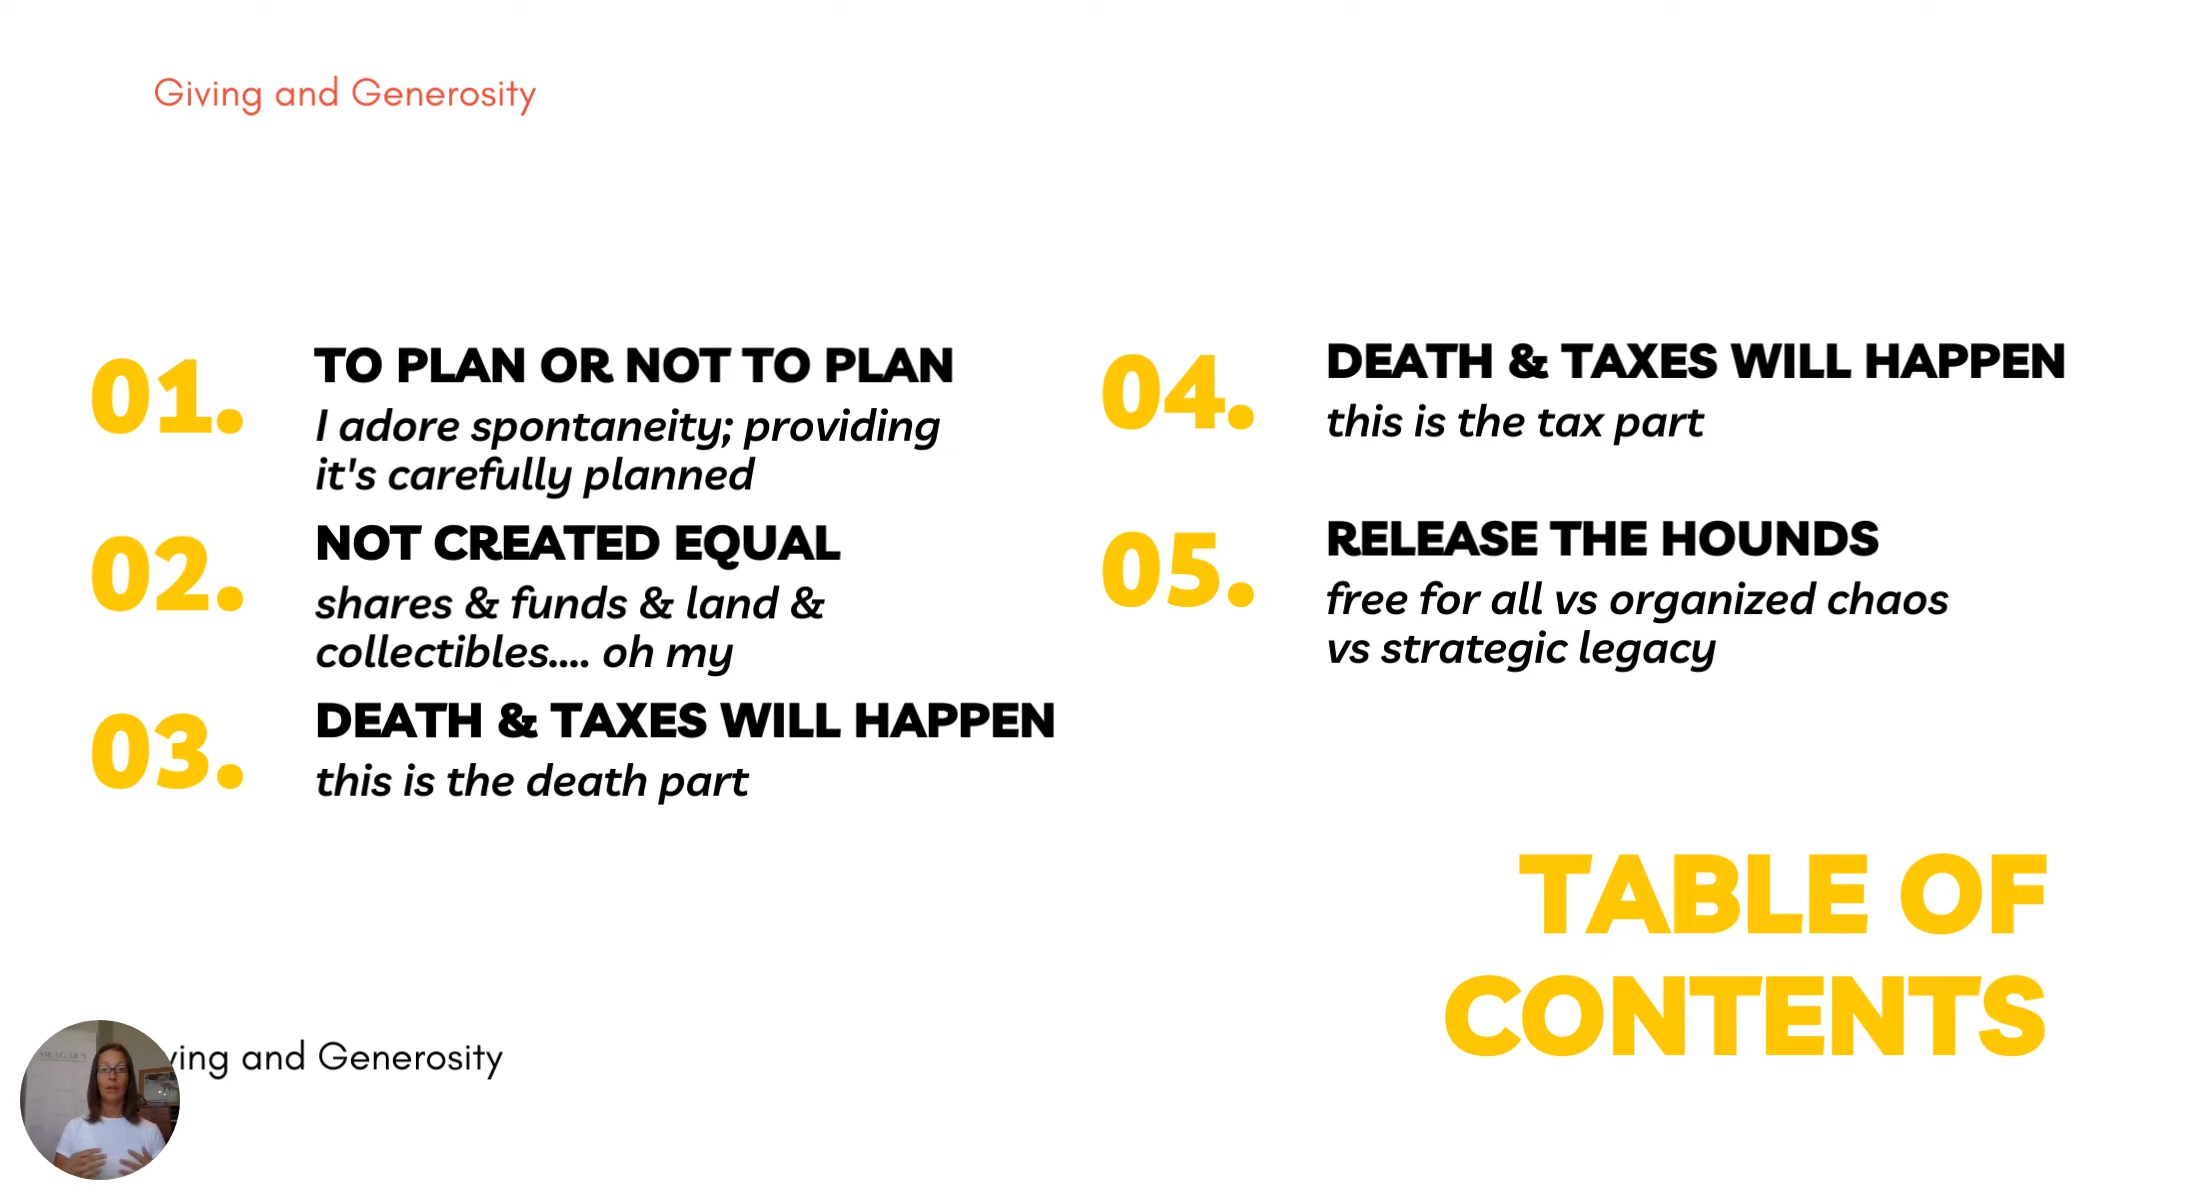 Giving and Generosity
01.
TO PLAN OR NOT TO PLAN
I adore spontaneity; providing
it's carefully planned
02.
NOT CREATED EQUAL
shares & funds & land &
collectibles.... oh my
03.
DEATH & TAXES WILL HAPPEN
this is the death part
04.
DEATH & TAXES WILL HAPPEN
this is the tax part
05.
RELEASE THE HOUNDS
free for all vs organized chaos
vs strategic legacy
TABLE OF
CONTENTS
ving and Generosity